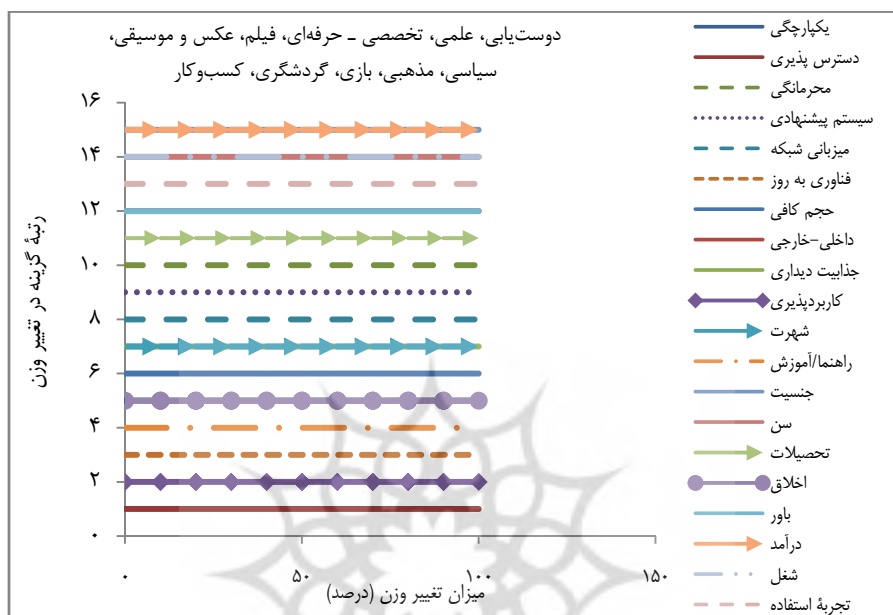 دوست‌یابی، علمی، تخصصی ـ حرفه‌ای، فیلم، عکس و موسیقی،
سیاسی، مذهبی، بازی، گردشگری، کسب‌وکار
رتبۀ گزینه در تغییر وزن
۱۶
۱۴
۱۲
۱۰
۸
۶
۴
۲
۰
۰ ۵۰ ۱۰۰ ۱۵۰
میزان تغییر وزن (درصد)
یکپارچگی
دسترس پذیری
محرمانگی
سیستم پیشنهادی
میزبانی شبکه
فناوری به روز
حجم کافی
داخلی-خارجی
جذابیت دیداری
کاربردپذیری
شهرت
راهنما/آموزش
جنسیت
سن
تحصیلات
اخلاق
باور
درآمد
شغل
تجربۀ استفاده